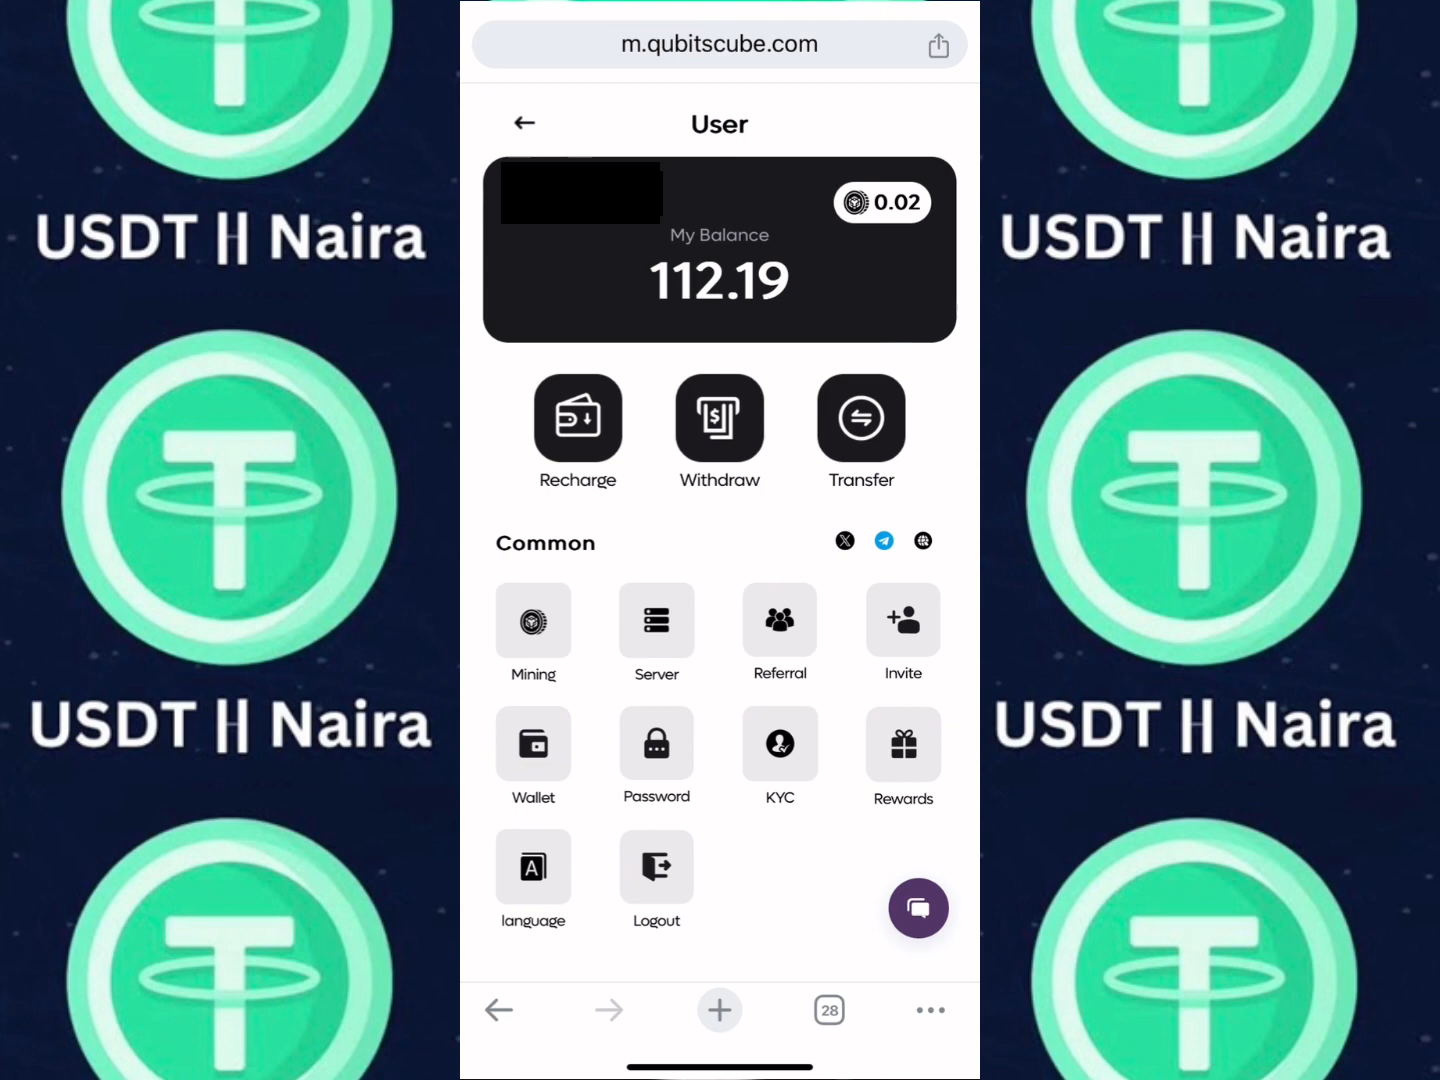 m.qubitscube.com
User
0.02
My Balance
112.19
Recharge
Withdraw
Transfer
Common
Mining
Server
Referral
Invite
Wallet
Password
KYC
Rewards
A
language
Logout
28
USDT || Naira
USDT || Naira
USDT || Naira
USDT || Naira